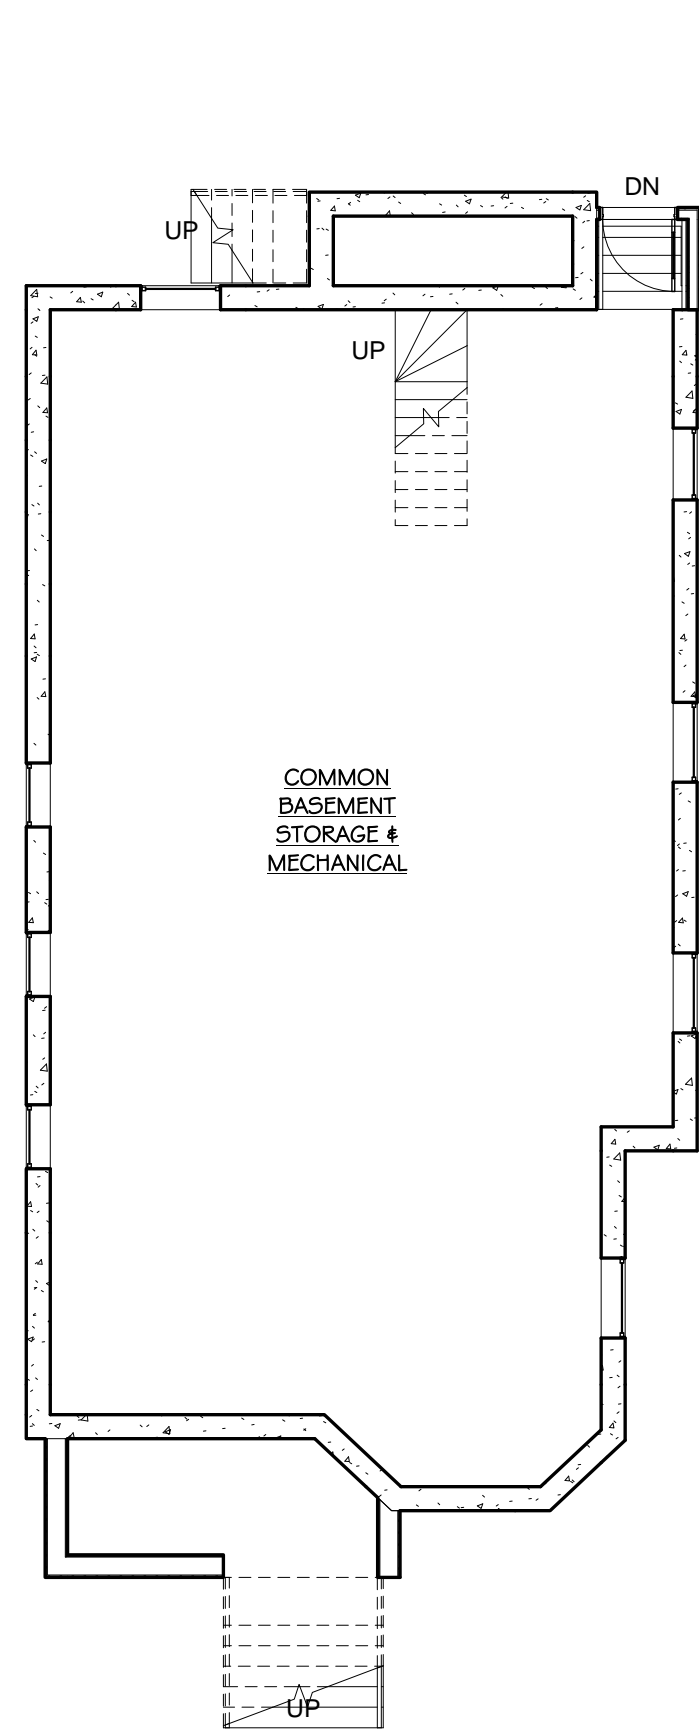 DN
UP
UP
COMMON
BASEMENT
STORAGE &
MECHANICAL
UP